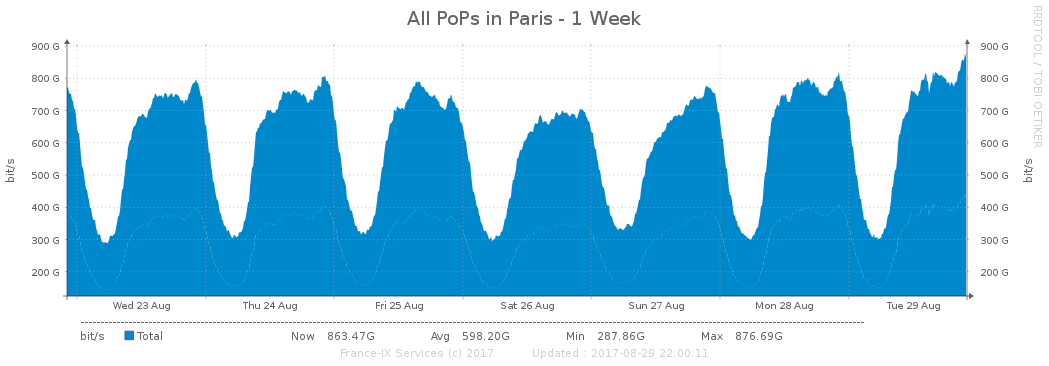 All PoPs in Paris - 1 Week
RRDTOOL / TOBI OETIKER
bit/s
900 G
800 G
700 G
600 G
500 G
400 G
300 G
200 G
900 G
800 G
700 G
600 G
500 G
400 G
300 G
200 G
bit/s
Wed 23 Aug Thu 24 Aug Fri 25 Aug Sat 26 Aug Sun 27 Aug Mon 28 Aug Tue 29 Aug
bit/s Total Now 863.47G Avg 598.20G Min 287.86G Max 876.69G
France-IX Services (c) 2017 Updated : 2017-08-29 22:00:11